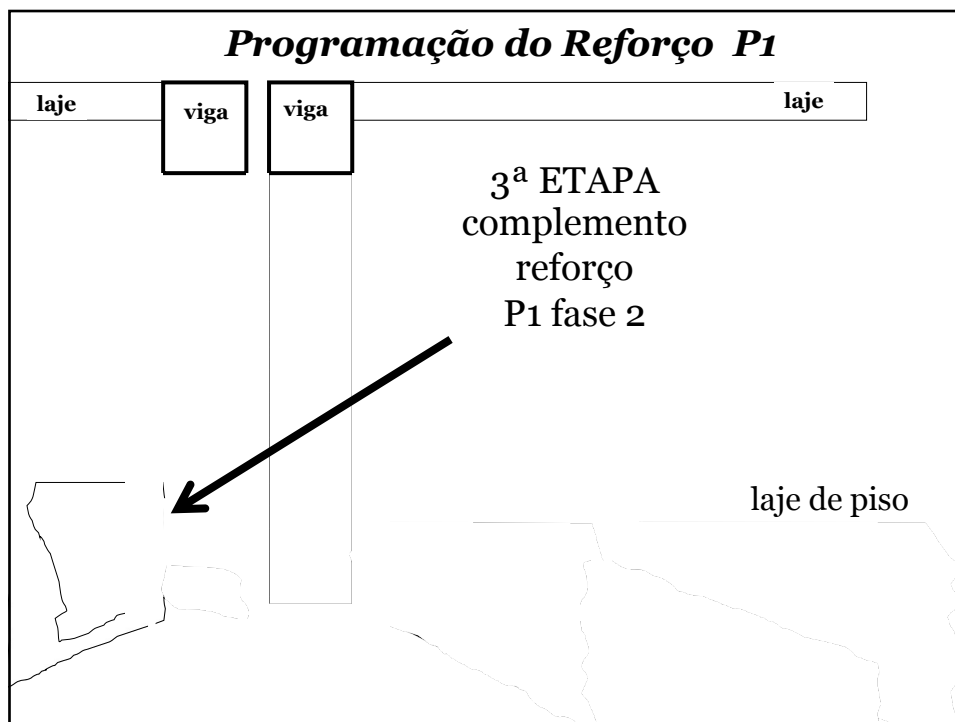 Programação do Reforço P1
laje
viga
viga
laje
3ª ETAPA
complemento
reforço
P1 fase 2
laje de piso